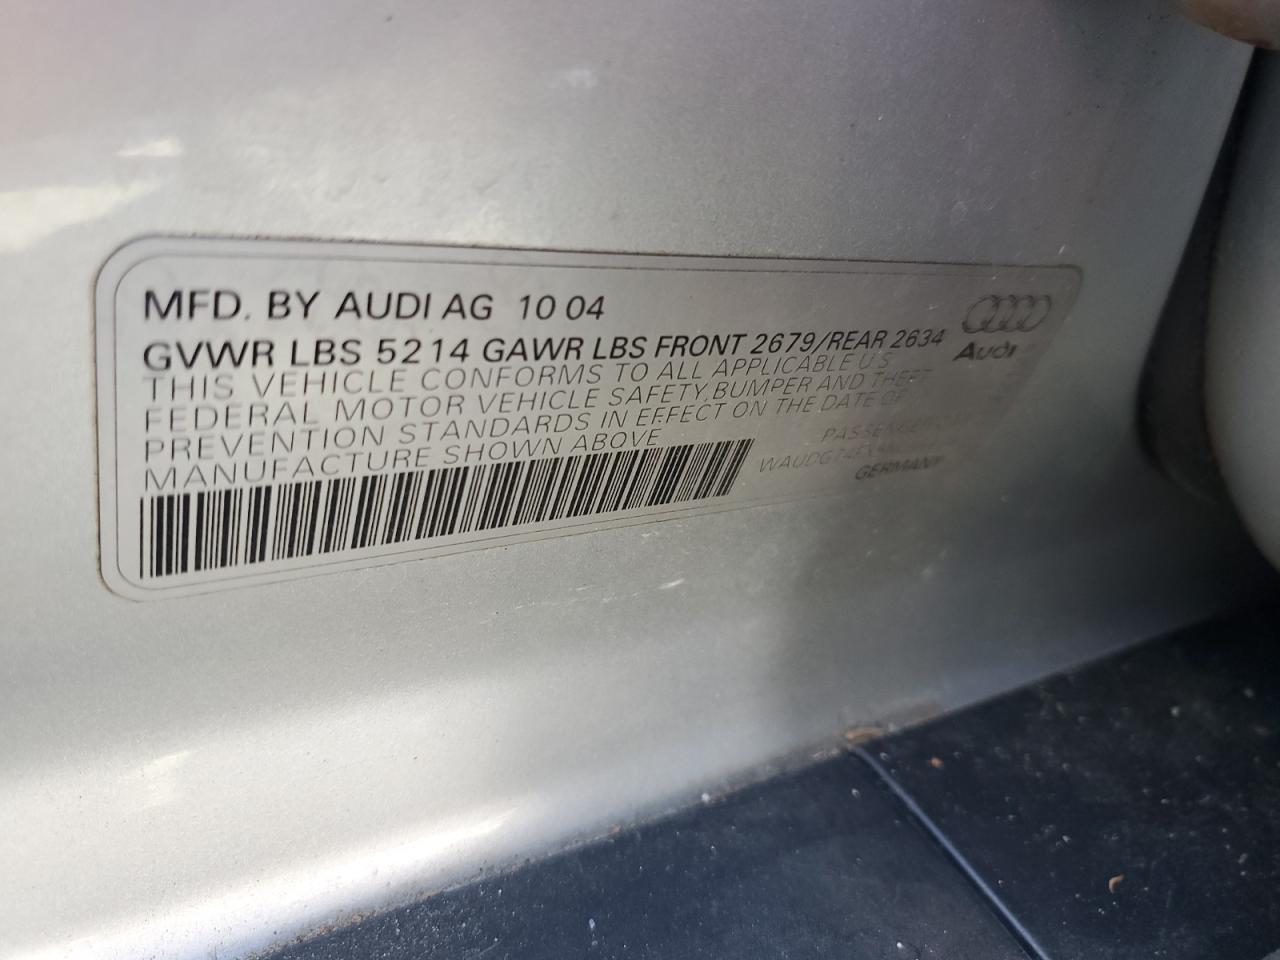 MFD. BY AUDI AG 10 04
GVWR LBS 5214 GAWR LBS FRONT 2679/REAR 2634
Audi
THIS VEHICLE CONFORMS TO ALL APPLICABLE U S
FEDERAL MOTOR VEHICLE SAFETY, BUMPER AND THEFT
PREVENTION STANDARDS IN EFFECT ON THE DATE OF
MANUFACTURE SHOWN ABOVE
PASSENGER
GERMANY